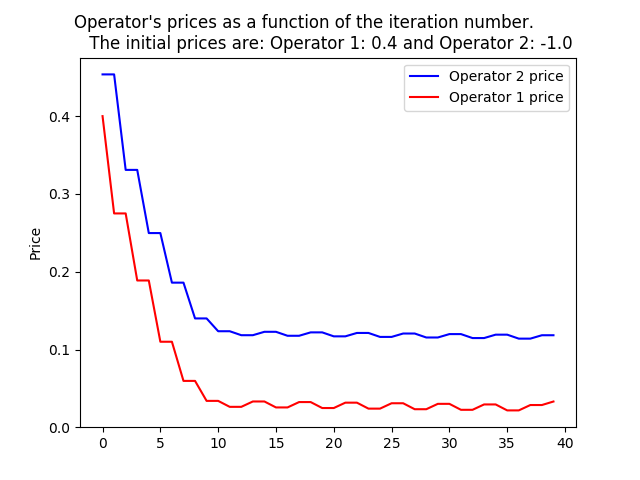 Operator's prices as a function of the iteration number.
The initial prices are: Operator 1: 0.4 and Operator 2: -1.0
Operator 2 price
Operator 1 price
Price
0.4
0.3
0.2
0.1
0.0
0 5 10 15 20 25 30 35 40